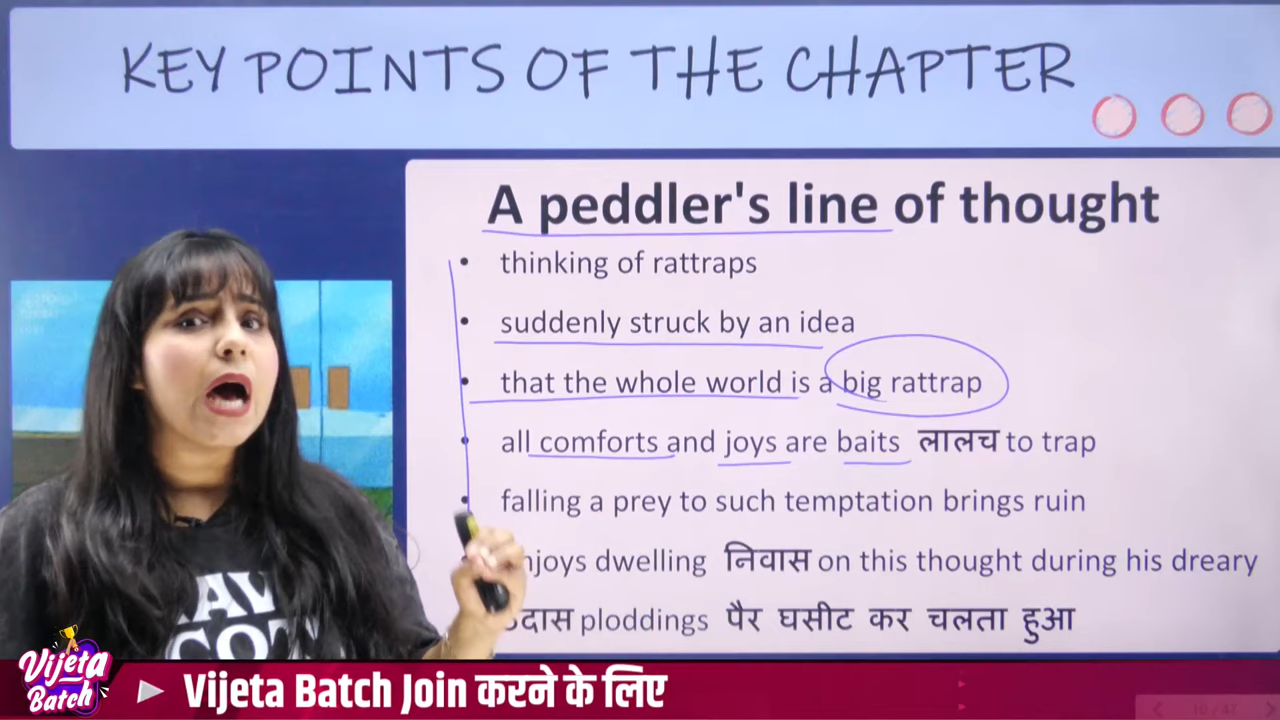 KEY POINTS OF THE CHAPTER
A peddler's line of thought
• thinking of rattraps
• suddenly struck by an idea
• that the whole world is a big rattrap
• all comforts and joys are baits लालच to trap
• falling a prey to such temptation brings ruin
njoys dwelling निवास on this thought during his dreary
दास ploddings पैर घसीट कर चलता हुआ
Vijeta Batch
Vijeta Batch Join करने के लिए
10 / 47